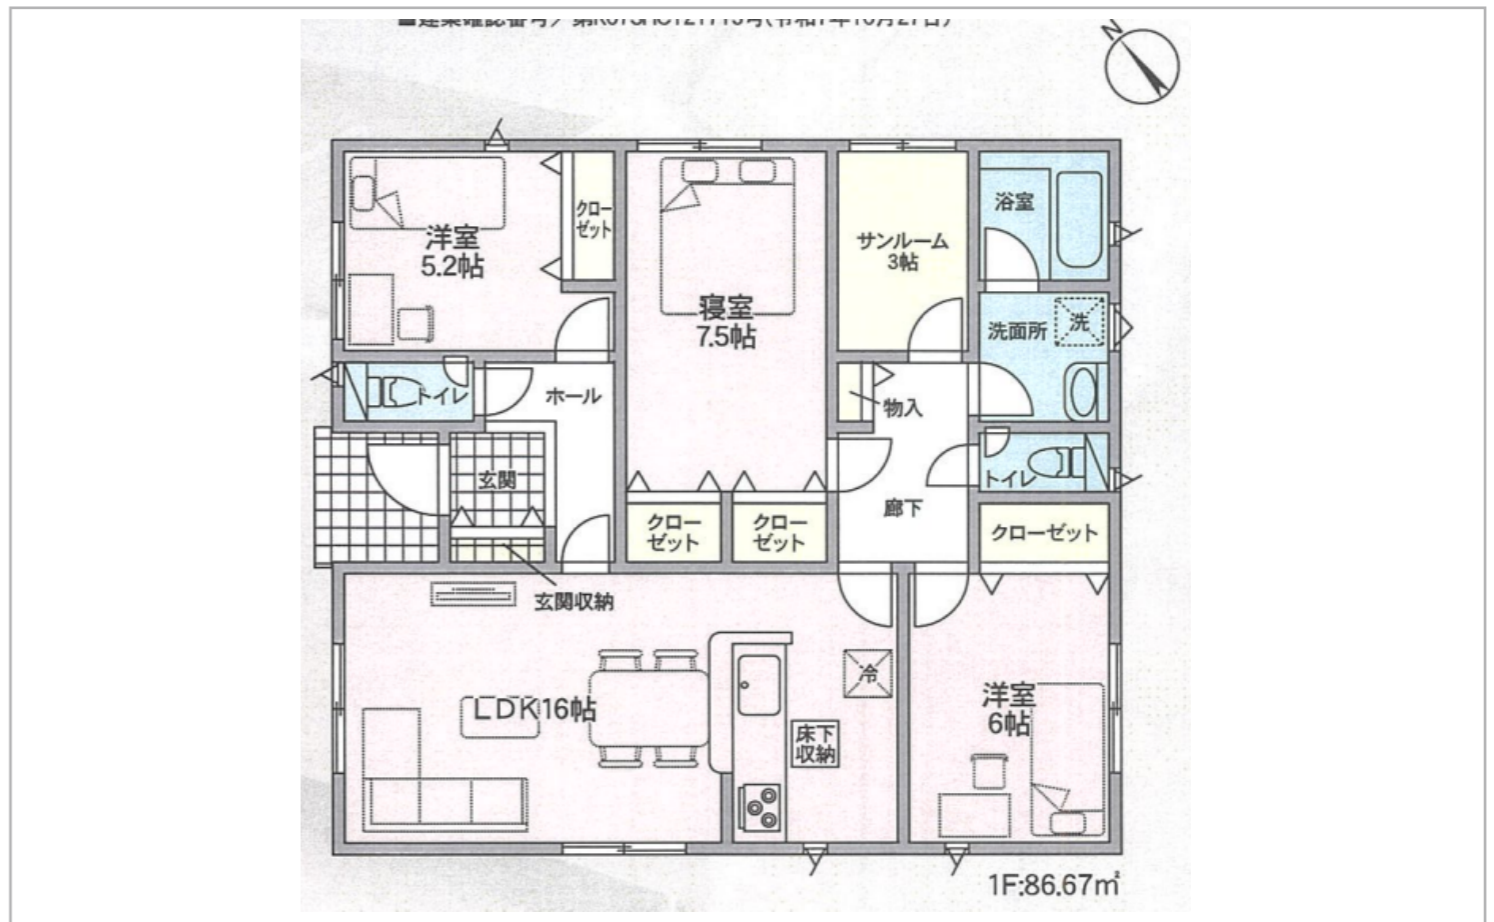 N
洋室
5.2帖
クロー
ゼット
寝室
7.5帖
サンルーム
3帖
浴室
洗面所
洗
トイレ
ホール
物入
玄関
トイレ
クロー
ゼット
クロー
ゼット
廊下
クローゼット
玄関収納
LDK16帖
冷
床下
収納
洋室
6帖
1F:86.67㎡